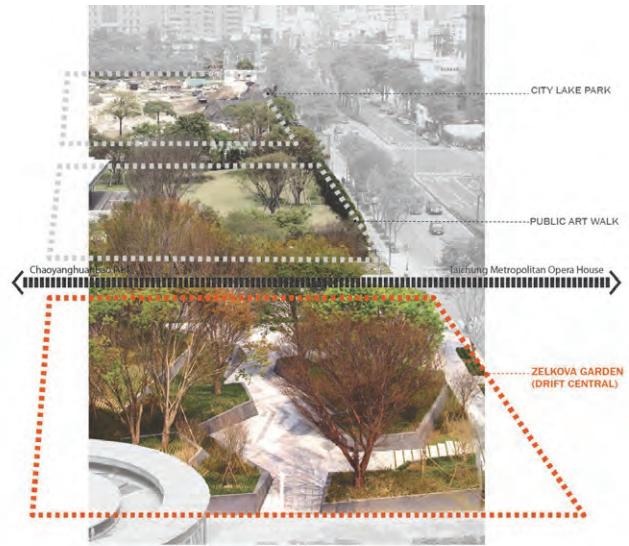 CITY LAKE PARK
PUBLIC ART WALK
Taichung Metropolitan Opera House
ZELKOVA GARDEN
(DRIFT CENTRAL)